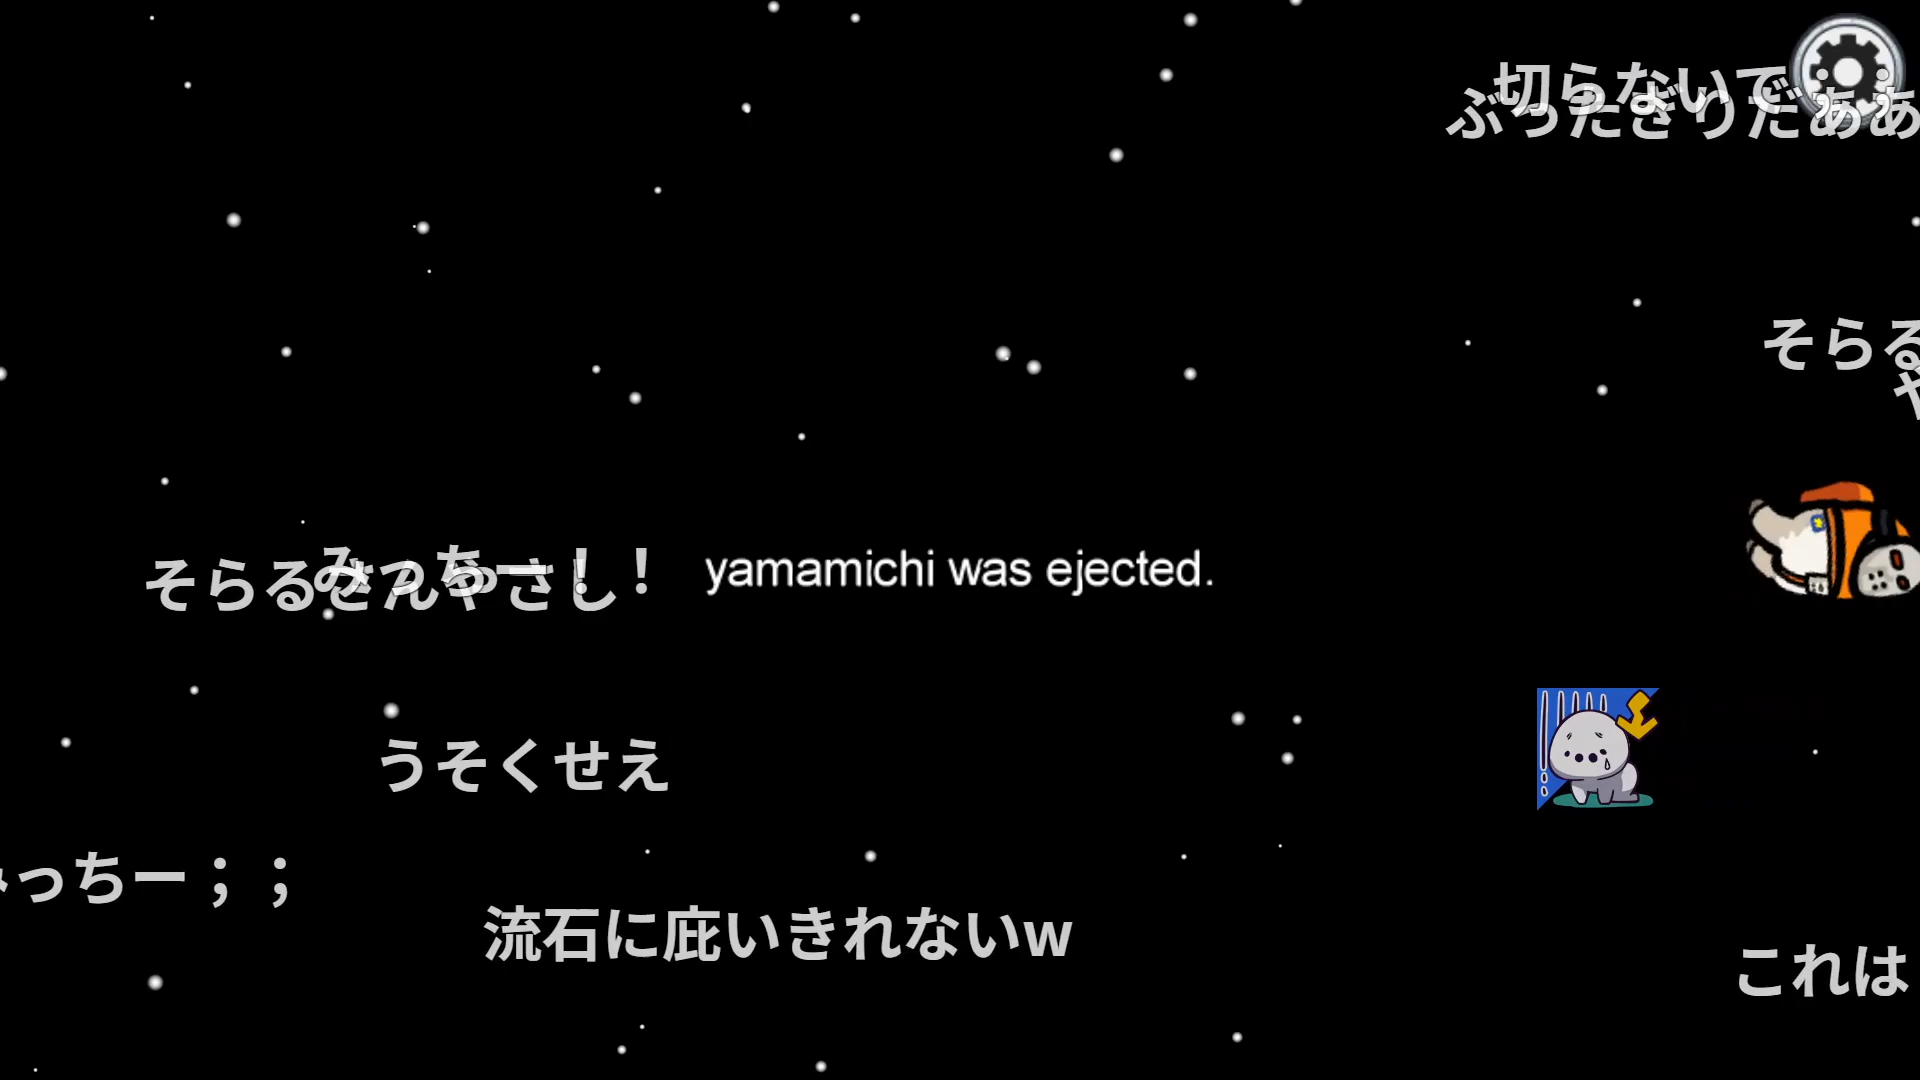 切らないで；；
ぶったぎりだああ
そらる
や
みっちー！！
そらるさんやさし
yamamichi was ejected.
うそくせえ
っちー；；
流石に庇いきれないw
これは